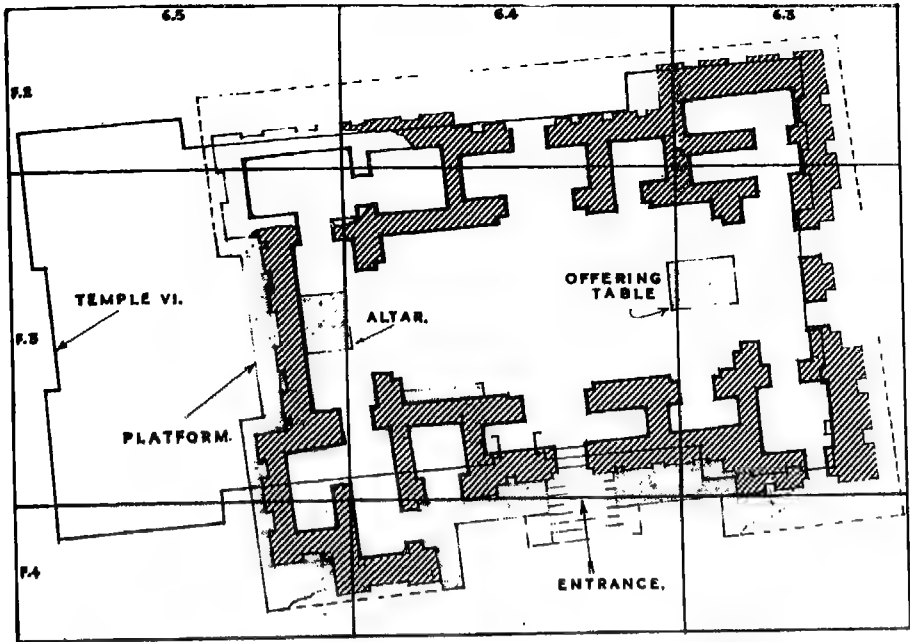 6.5
6.4
6.3
F.2
OFFERING
TABLE
TEMPLE VI.
ALTAR.
F.3
PLATFORM.
F.4
ENTRANCE.